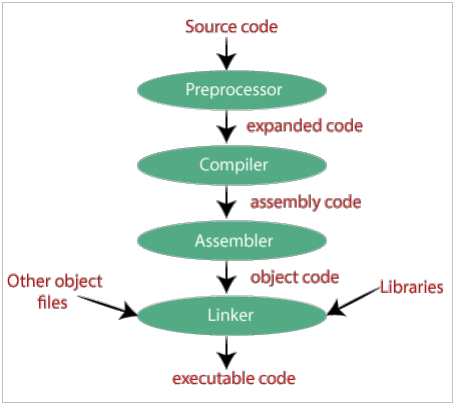 Source code
Preprocessor
expanded code
Compiler
assembly code
Assembler
object code
Other object
files
Libraries
Linker
executable code